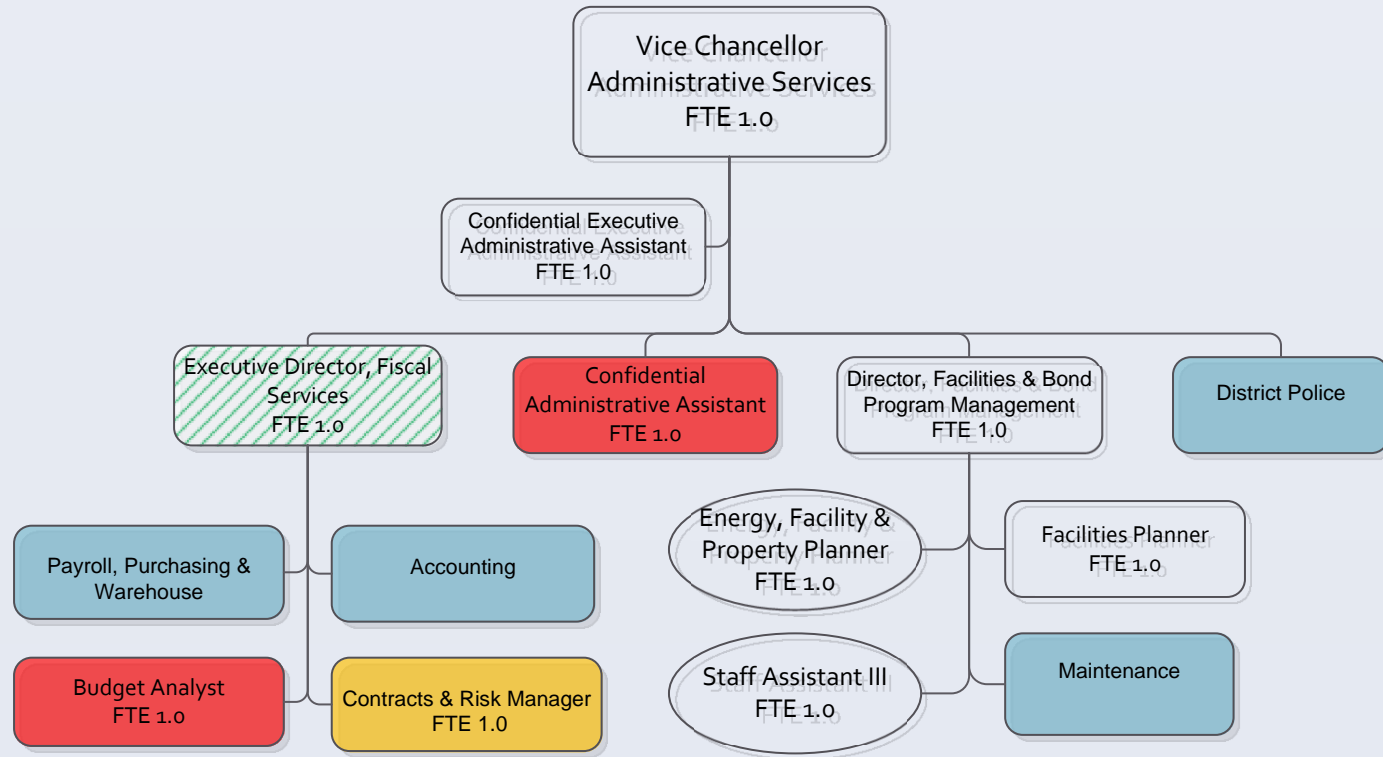 Vice Chancellor
Administrative Services
FTE 1.0
Confidential Executive
Administrative Assistant
FTE 1.0
Executive Director, Fiscal
Services
FTE 1.0
Confidential
Administrative Assistant
FTE 1.0
Director, Facilities & Bond
Program Management
FTE 1.0
District Police
Payroll, Purchasing &
Warehouse
Accounting
Energy, Facility &
Property Planner
FTE 1.0
Facilities Planner
FTE 1.0
Budget Analyst
FTE 1.0
Contracts & Risk Manager
FTE 1.0
Staff Assistant III
FTE 1.0
Maintenance